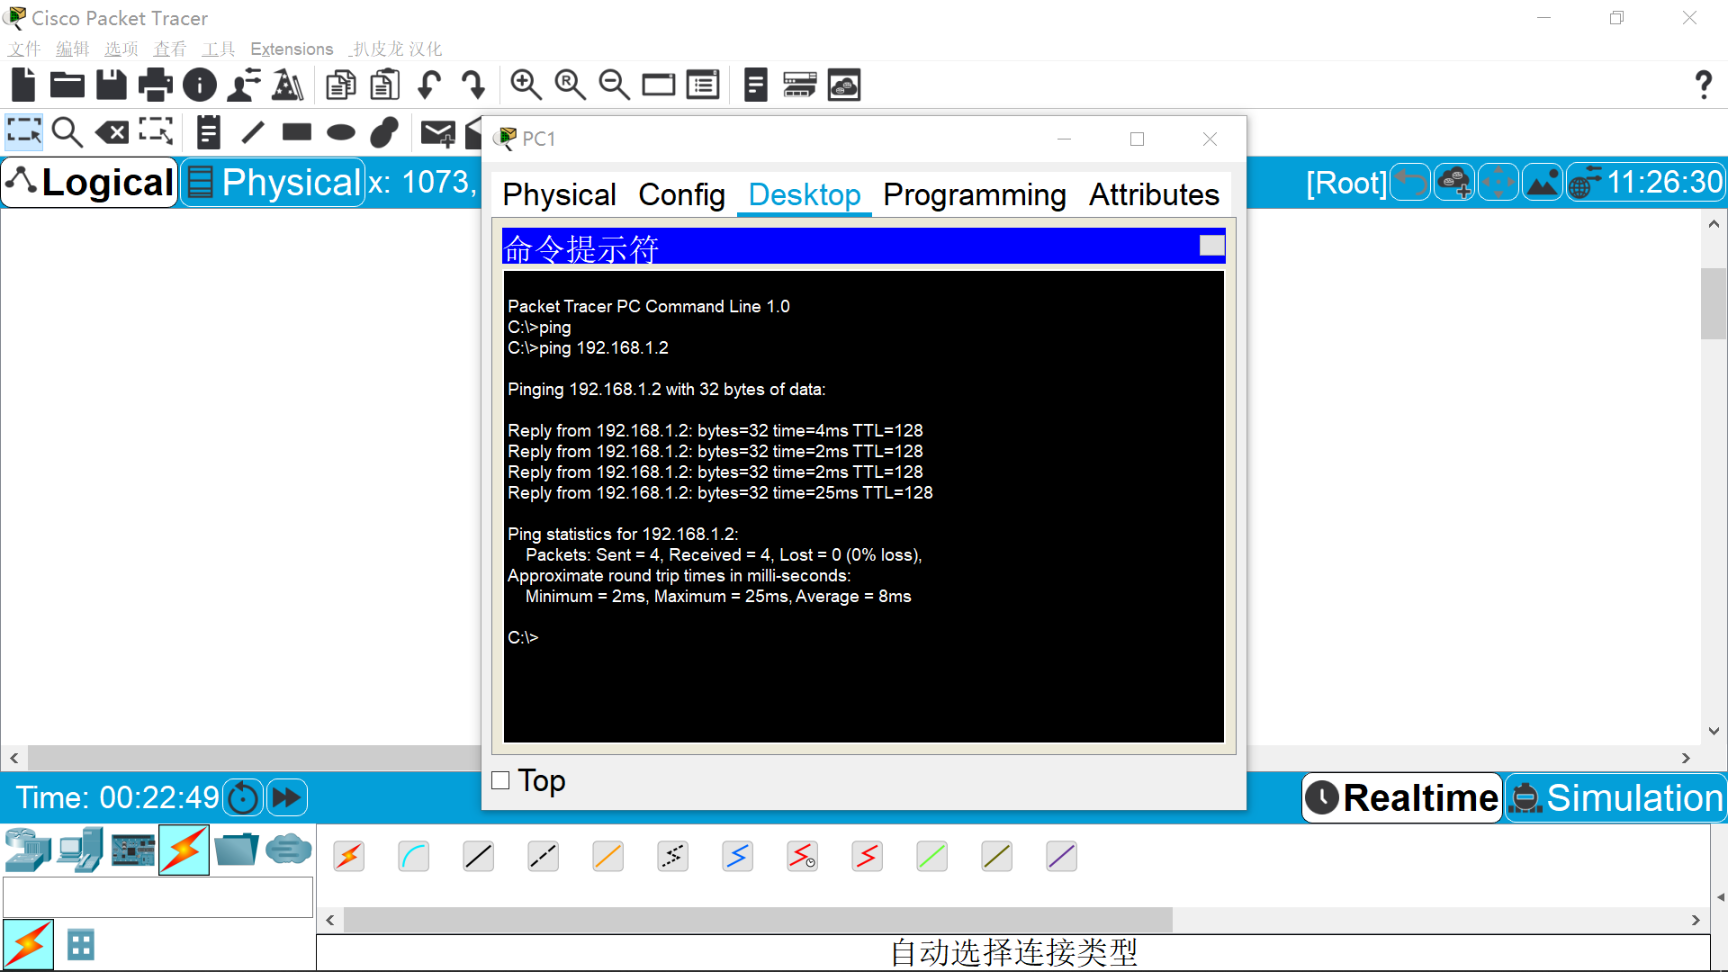 Cisco Packet Tracer
文件 编辑 选项 查看 工具 Extensions _扒皮龙 汉化
PC1
Logical Physical x: 1073, [Root] 11:26:30
Physical Config Desktop Programming Attributes
命令提示符
Packet Tracer PC Command Line 1.0
C:\>ping
C:\>ping 192.168.1.2
Pinging 192.168.1.2 with 32 bytes of data:
Reply from 192.168.1.2: bytes=32 time=4ms TTL=128
Reply from 192.168.1.2: bytes=32 time=2ms TTL=128
Reply from 192.168.1.2: bytes=32 time=2ms TTL=128
Reply from 192.168.1.2: bytes=32 time=25ms TTL=128
Ping statistics for 192.168.1.2:
Packets: Sent = 4, Received = 4, Lost = 0 (0% loss),
Approximate round trip times in milli-seconds:
Minimum = 2ms, Maximum = 25ms, Average = 8ms
C:\>
Top
Time: 00:22:49 Realtime Simulation
自动选择连接类型